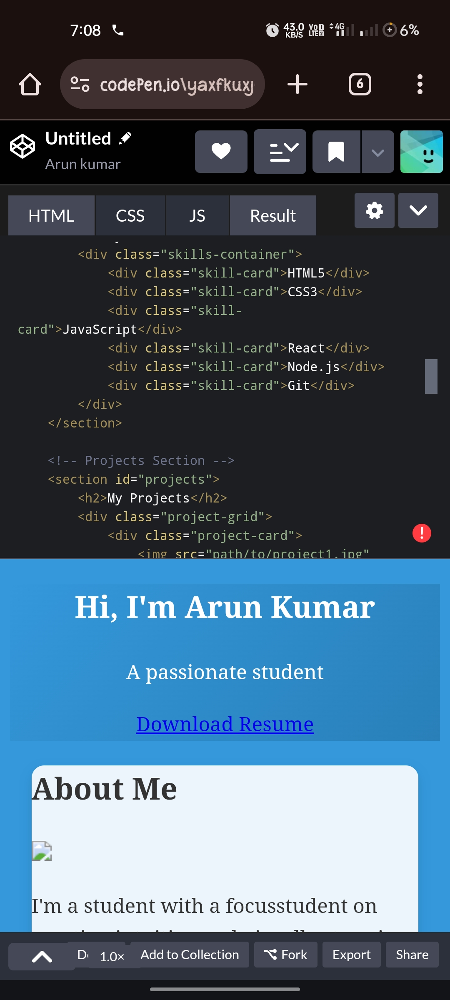 7:08
43.0 KB/S
VoD LTE2
4G
6%
codePen.io\yaxfkuxj
6
Untitled
Arun kumar
HTML CSS JS Result
<div class="skills-container">
<div class="skill-card">HTML5</div>
<div class="skill-card">CSS3</div>
<div class="skill-
card">JavaScript</div>
<div class="skill-card">React</div>
<div class="skill-card">Node.js</div>
<div class="skill-card">Git</div>
</div>
</section>
<!-- Projects Section -->
<section id="projects">
<h2>My Projects</h2>
<div class="project-grid">
<div class="project-card">
<img src="path/to/project1.jpg"
Hi, I'm Arun Kumar
A passionate student
Download Resume
About Me
I'm a student with a focusstudent on
1.0× Add to Collection Fork Export Share